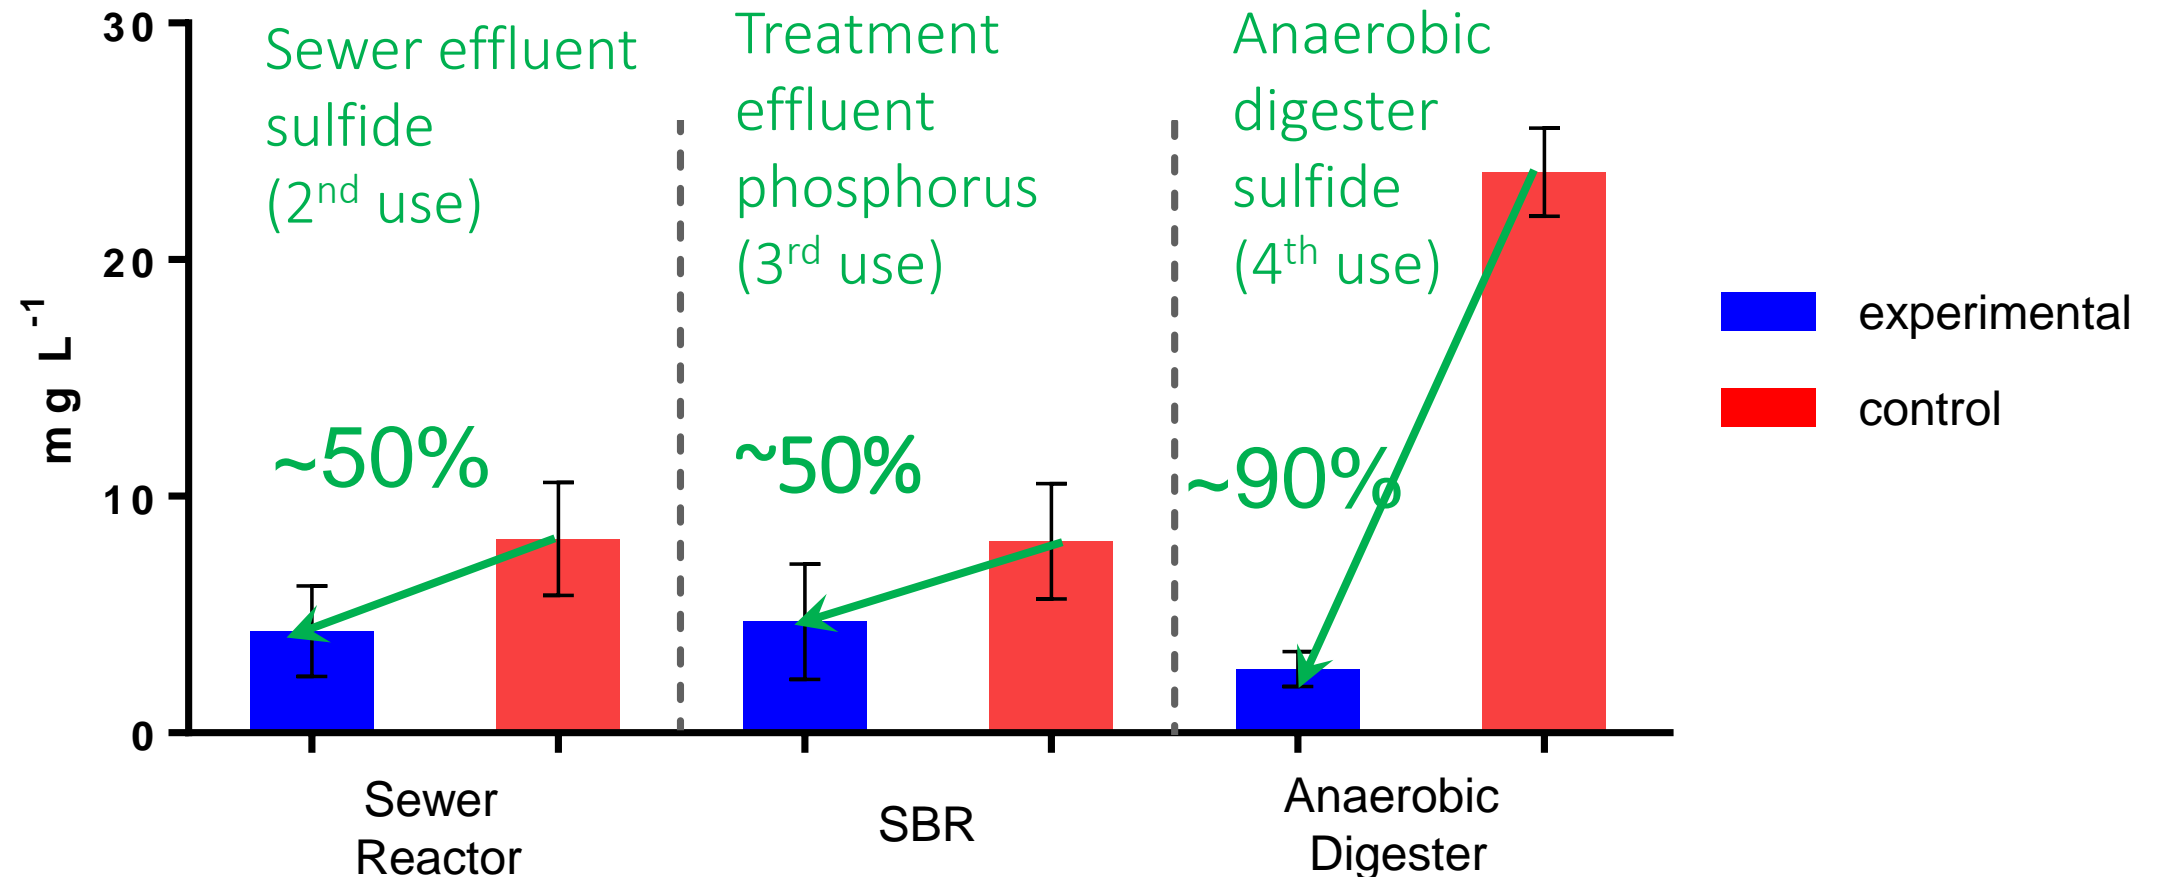 30
20
10
0
mg L-1
Sewer effluent
sulfide
(2nd use)
Treatment
effluent
phosphorus
(3rd use)
Anaerobic
digester
sulfide
(4th use)
~50%
~50%
~90%
experimental
control
Sewer
Reactor
SBR
Anaerobic
Digester